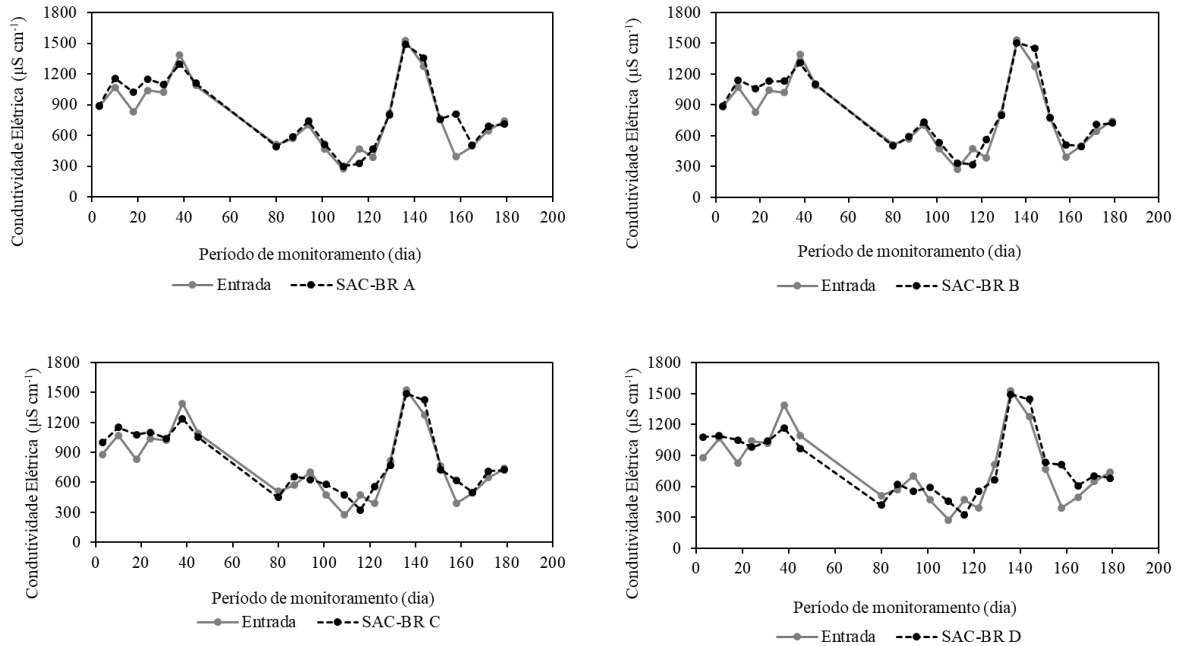 Condutividade Elétrica (µS cm⁻¹)
1800
1500
1200
900
600
300
0
0 20 40 60 80 100 120 140 160 180 200
Período de monitoramento (dia)
Entrada SAC-BR A
Condutividade Elétrica (µS cm⁻¹)
1800
1500
1200
900
600
300
0
0 20 40 60 80 100 120 140 160 180 200
Período de monitoramento (dia)
Entrada SAC-BR B
Condutividade Elétrica (µS cm⁻¹)
1800
1500
1200
900
600
300
0
0 20 40 60 80 100 120 140 160 180 200
Período de monitoramento (dia)
Entrada SAC-BR C
Condutividade Elétrica (µS cm⁻¹)
1800
1500
1200
900
600
300
0
0 20 40 60 80 100 120 140 160 180 200
Período de monitoramento (dia)
Entrada SAC-BR D